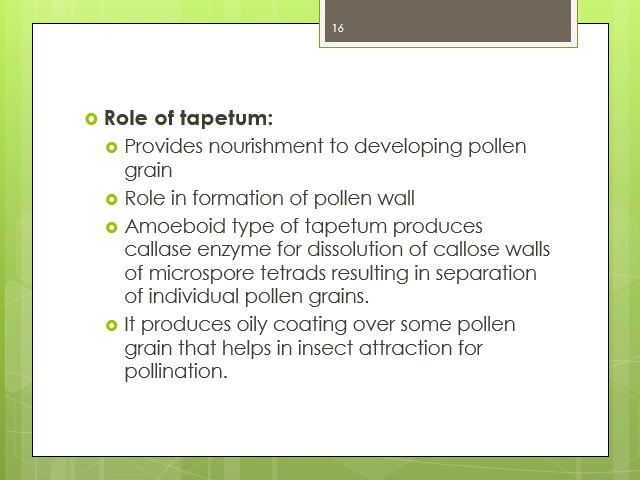 16
Role of tapetum:
Provides nourishment to developing pollen
grain
Role in formation of pollen wall
Amoeboid type of tapetum produces
callase enzyme for dissolution of callose walls
of microspore tetrads resulting in separation
of individual pollen grains.
It produces oily coating over some pollen
grain that helps in insect attraction for
pollination.